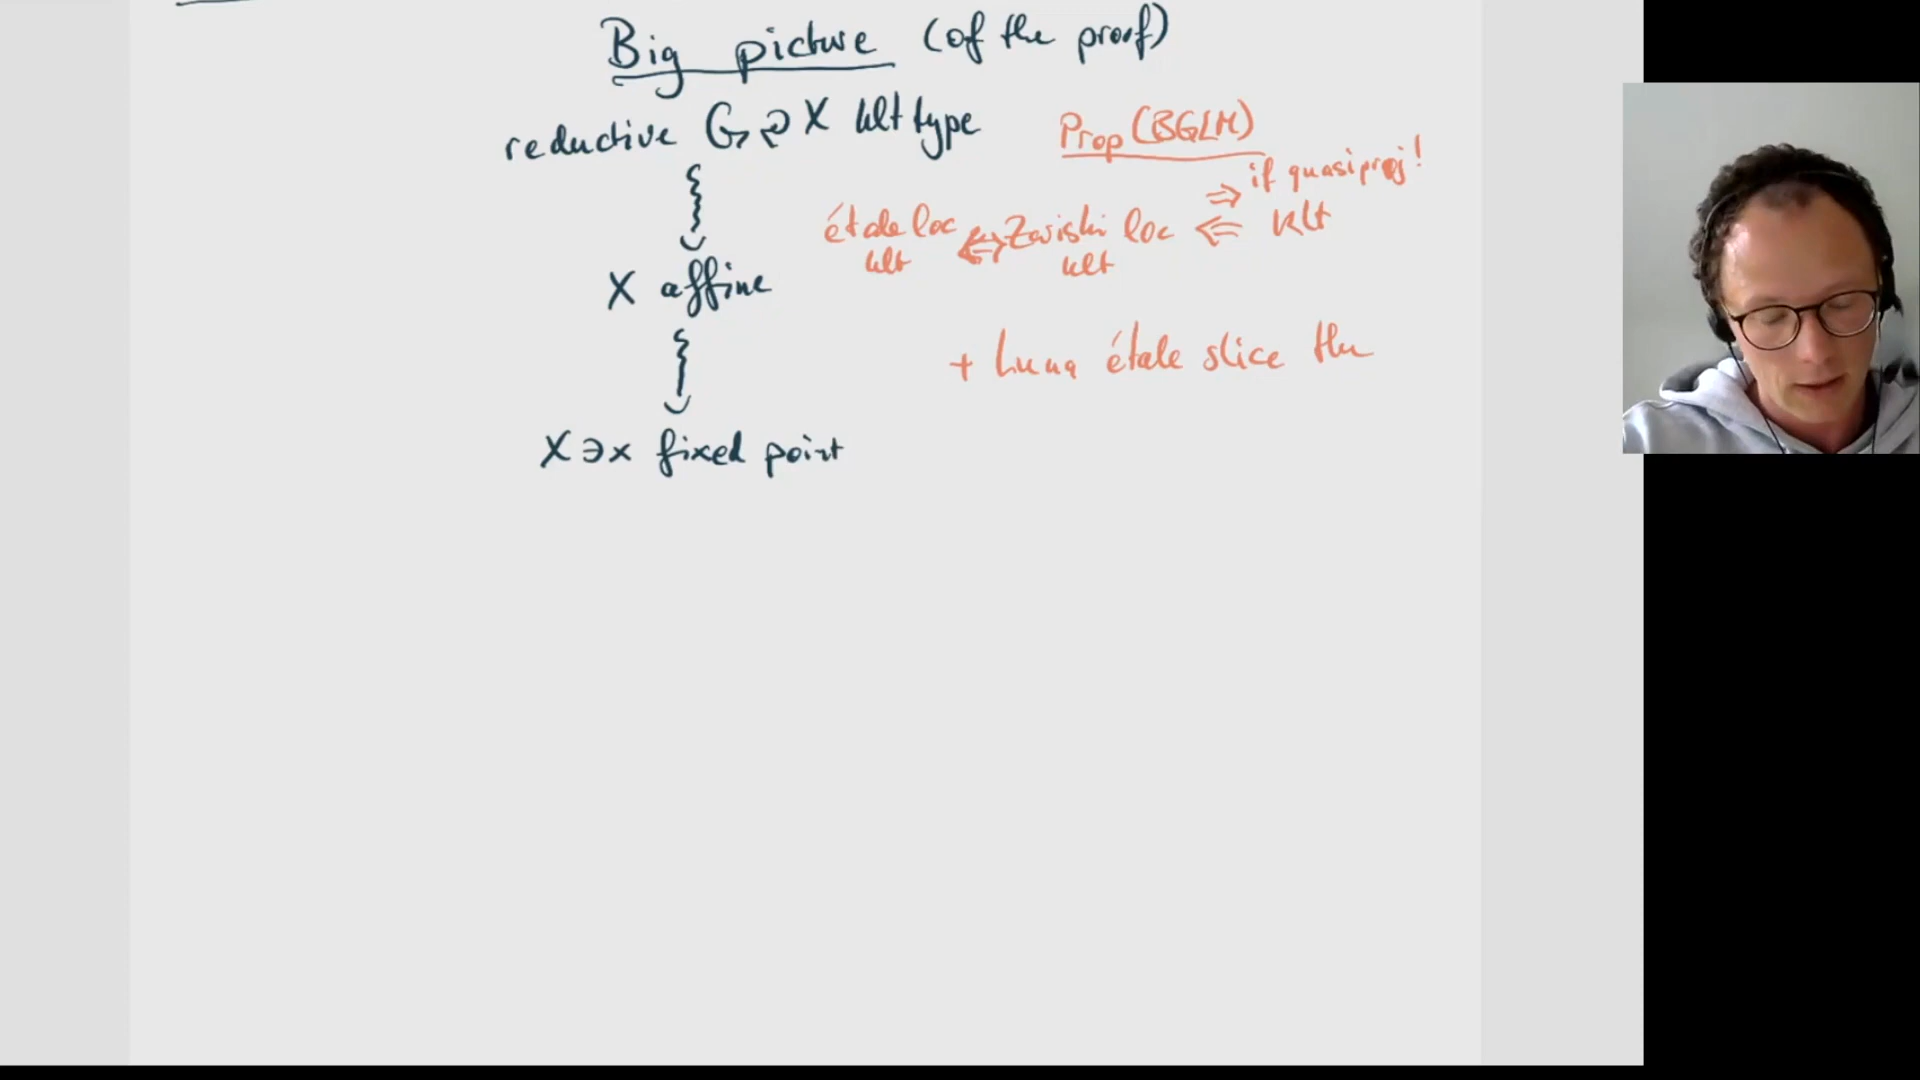 Big picture (of the proof)
reductive G ↻ X klt type
Prop (BGLM)
⇒ if quasiproj!
étale loc ⇔ Zariski loc ⇐ klt
klt klt
X affine
+ Luna étale slice thm
X ∋ x fixed point